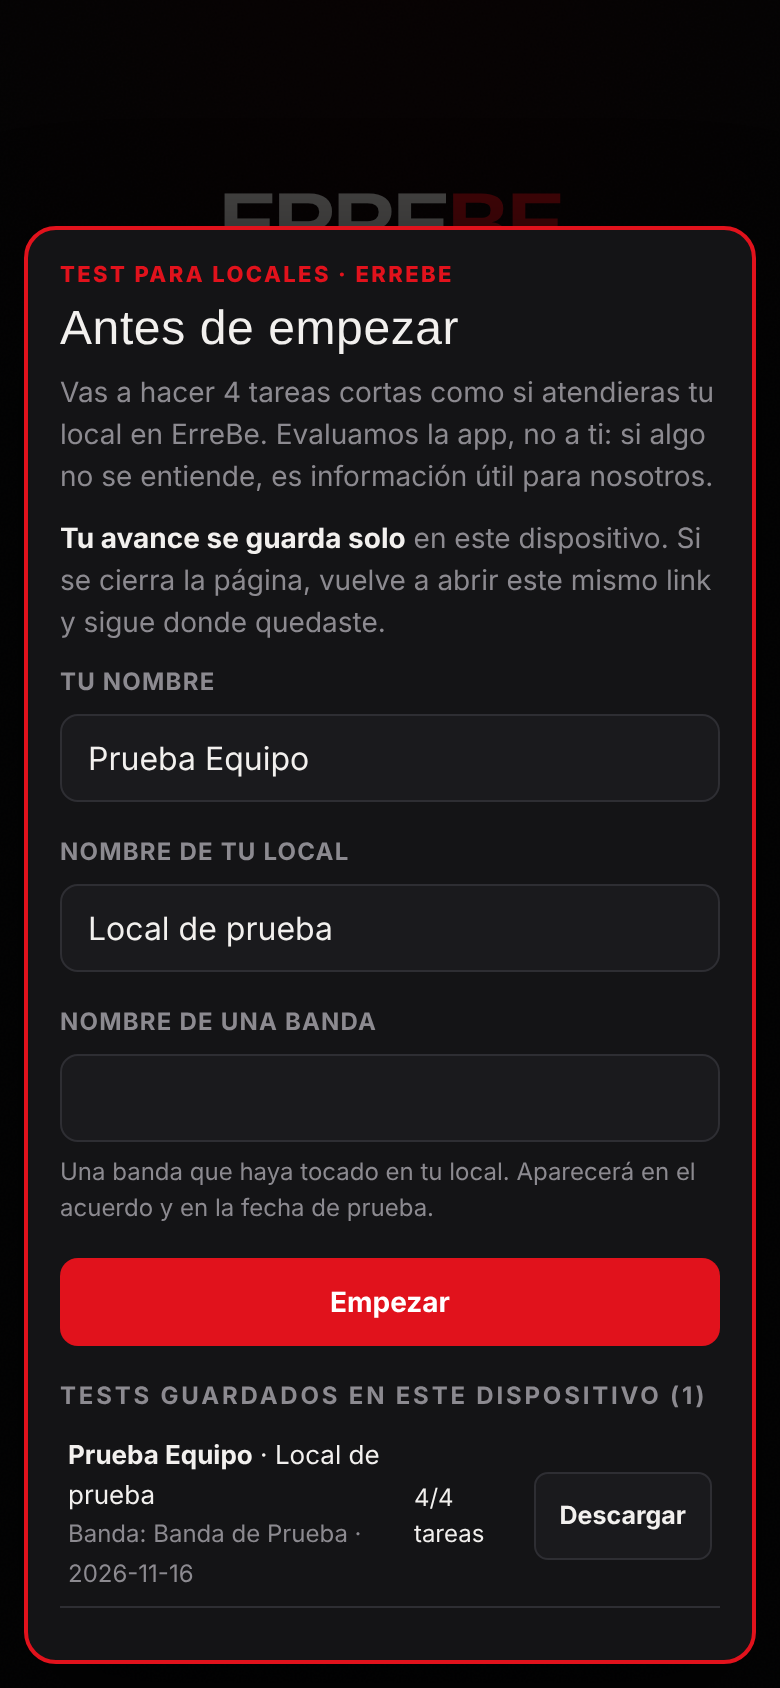 ERREBE
TEST PARA LOCALES · ERREBE
Antes de empezar
Vas a hacer 4 tareas cortas como si atendieras tu
local en ErreBe. Evaluamos la app, no a ti: si algo
no se entiende, es información útil para nosotros.
Tu avance se guarda solo en este dispositivo. Si
se cierra la página, vuelve a abrir este mismo link
y sigue donde quedaste.
TU NOMBRE
Prueba Equipo
NOMBRE DE TU LOCAL
Local de prueba
NOMBRE DE UNA BANDA
Una banda que haya tocado en tu local. Aparecerá en el
acuerdo y en la fecha de prueba.
Empezar
TESTS GUARDADOS EN ESTE DISPOSITIVO (1)
Prueba Equipo · Local de
prueba
Banda: Banda de Prueba ·
2026-11-16
4/4
tareas
Descargar